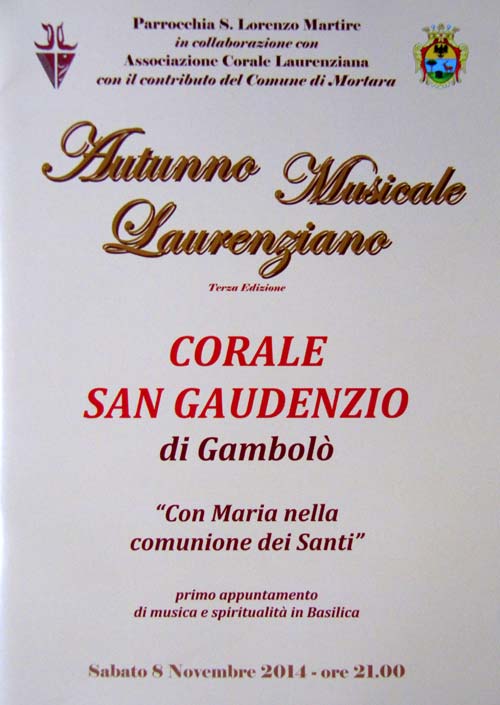 Parrocchia S. Lorenzo Martire
in collaborazione con
Associazione Corale Laurenziana
con il contributo del Comune di Mortara
Autunno Musicale
Laurenziano
Terza Edizione
CORALE
SAN GAUDENZIO
di Gambolò
“Con Maria nella
comunione dei Santi”
primo appuntamento
di musica e spiritualità in Basilica
Sabato 8 Novembre 2014 - ore 21.00